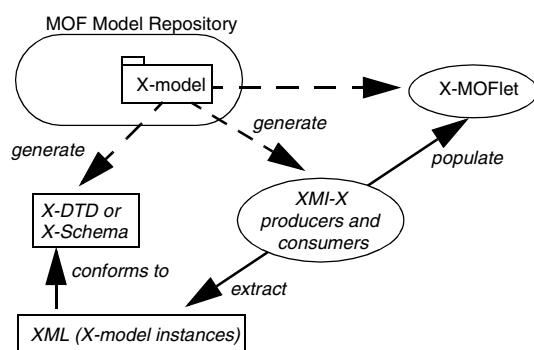 MOF Model Repository
X-model
X-MOFlet
generate
generate
populate
X-DTD or
X-Schema
XMI-X
producers and
consumers
conforms to
extract
XML (X-model instances)